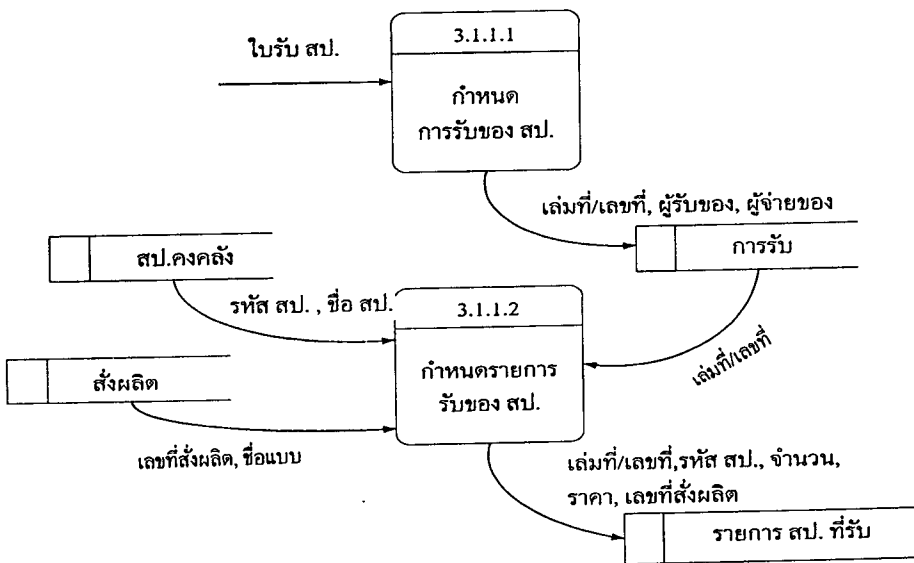 3.1.1.1
ใบรับ สป.
กำหนด
การรับของ สป.
เล่มที่/เลขที่, ผู้รับของ, ผู้จ่ายของ
การรับ
สป.คงคลัง
รหัส สป. , ชื่อ สป.
3.1.1.2
เล่มที่/เลขที่
กำหนดรายการ
รับของ สป.
สั่งผลิต
เลขที่สั่งผลิต, ชื่อแบบ
เล่มที่/เลขที่,รหัส สป., จำนวน,
ราคา, เลขที่สั่งผลิต
รายการ สป. ที่รับ